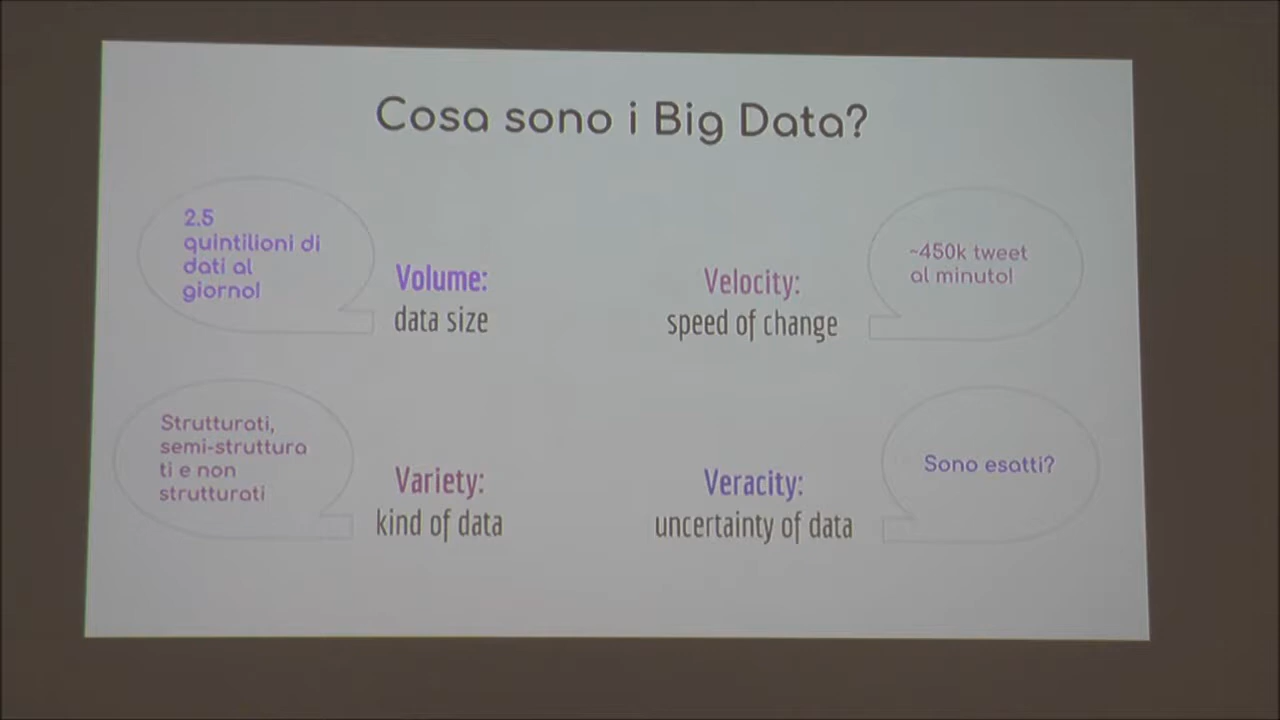 Cosa sono i Big Data?
2.5
quintilioni di
dati al
giorno!
Volume:
data size
Velocity:
speed of change
~450k tweet
al minuto!
Strutturati,
semi-struttura
ti e non
strutturati
Variety:
kind of data
Veracity:
uncertainty of data
Sono esatti?